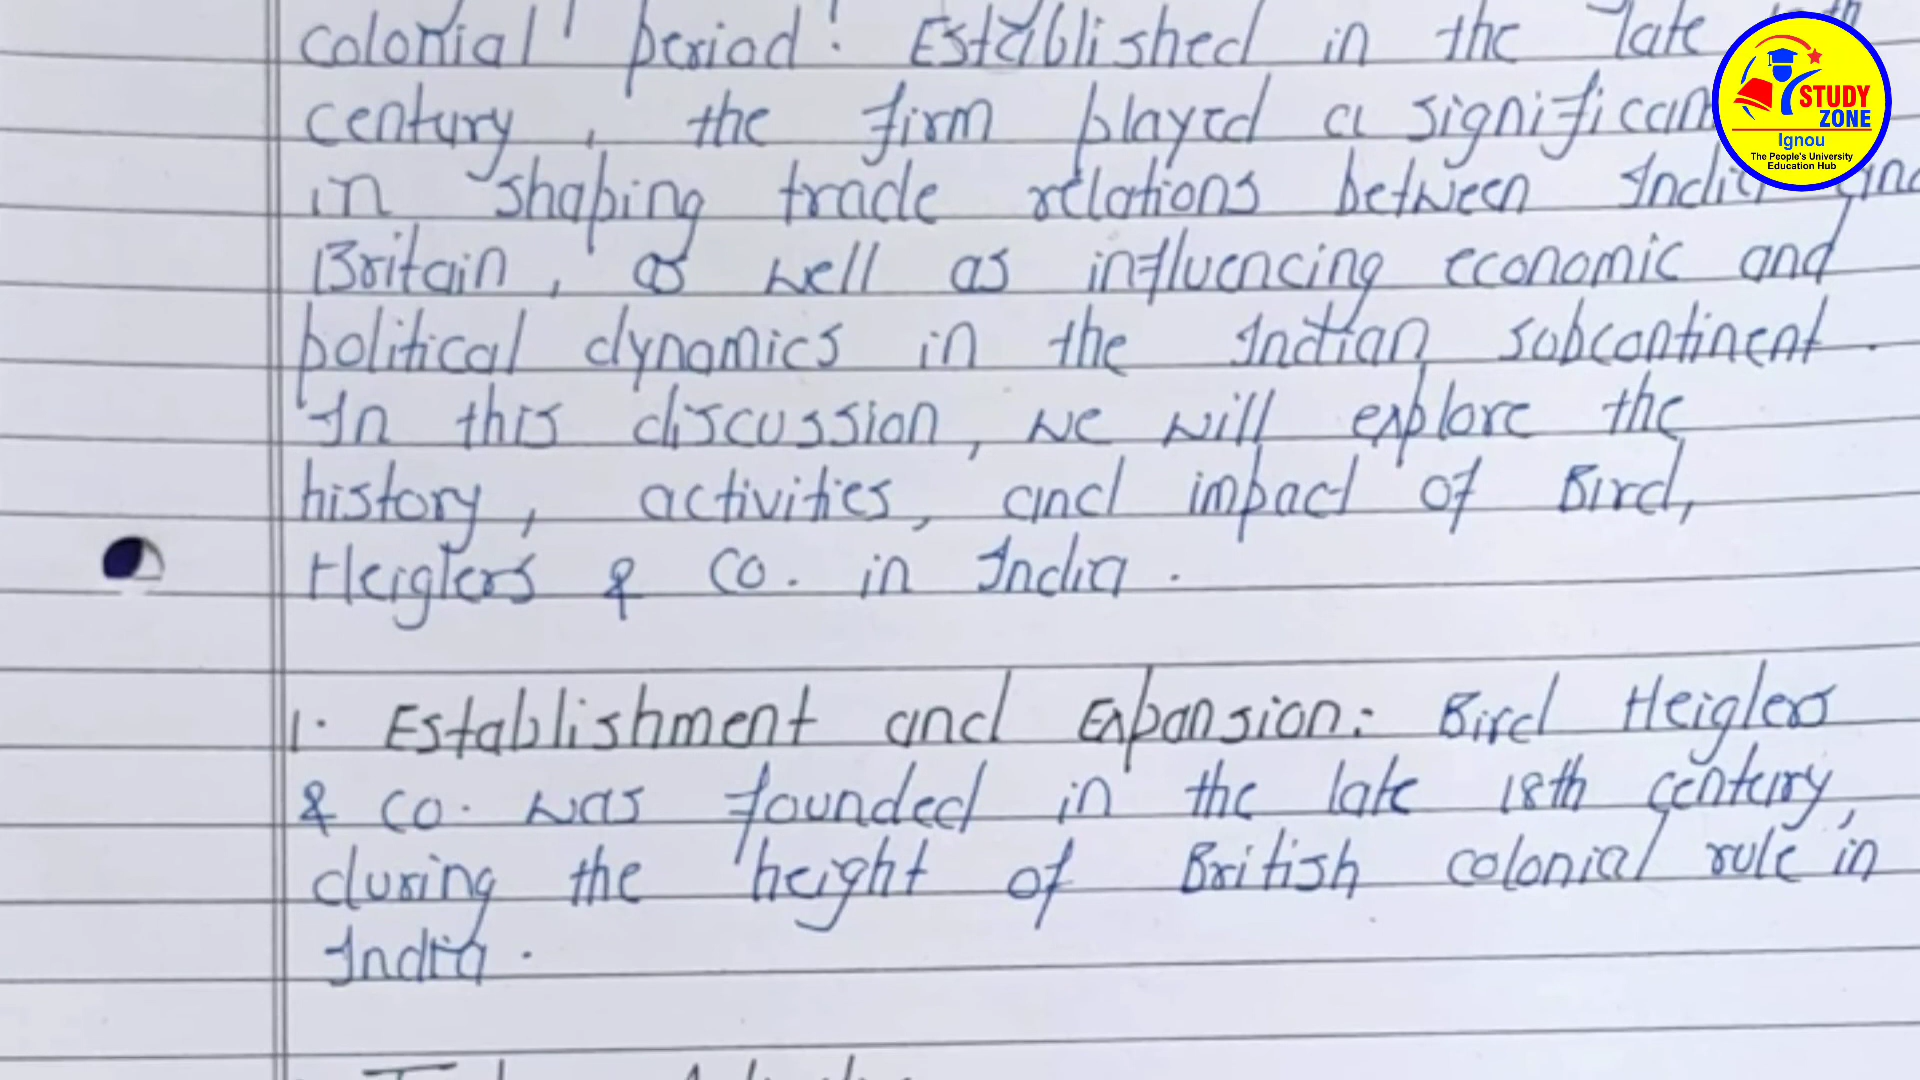 colonial period. Established in the late
century, the firm played a significan
in shaping trade relations between India and
Britain, as well as influencing economic and
political dynamics in the Indian subcontinent.
In this discussion, we will explore the
history, activities, and impact of Bird,
Heiglers & co. in India.
1. Establishment and Expansion: Bird Heiglers
& co. was founded in the late 18th century,
during the height of British colonial rule in
India.
STUDY
ZONE
Ignou
The People's University
Education Hub